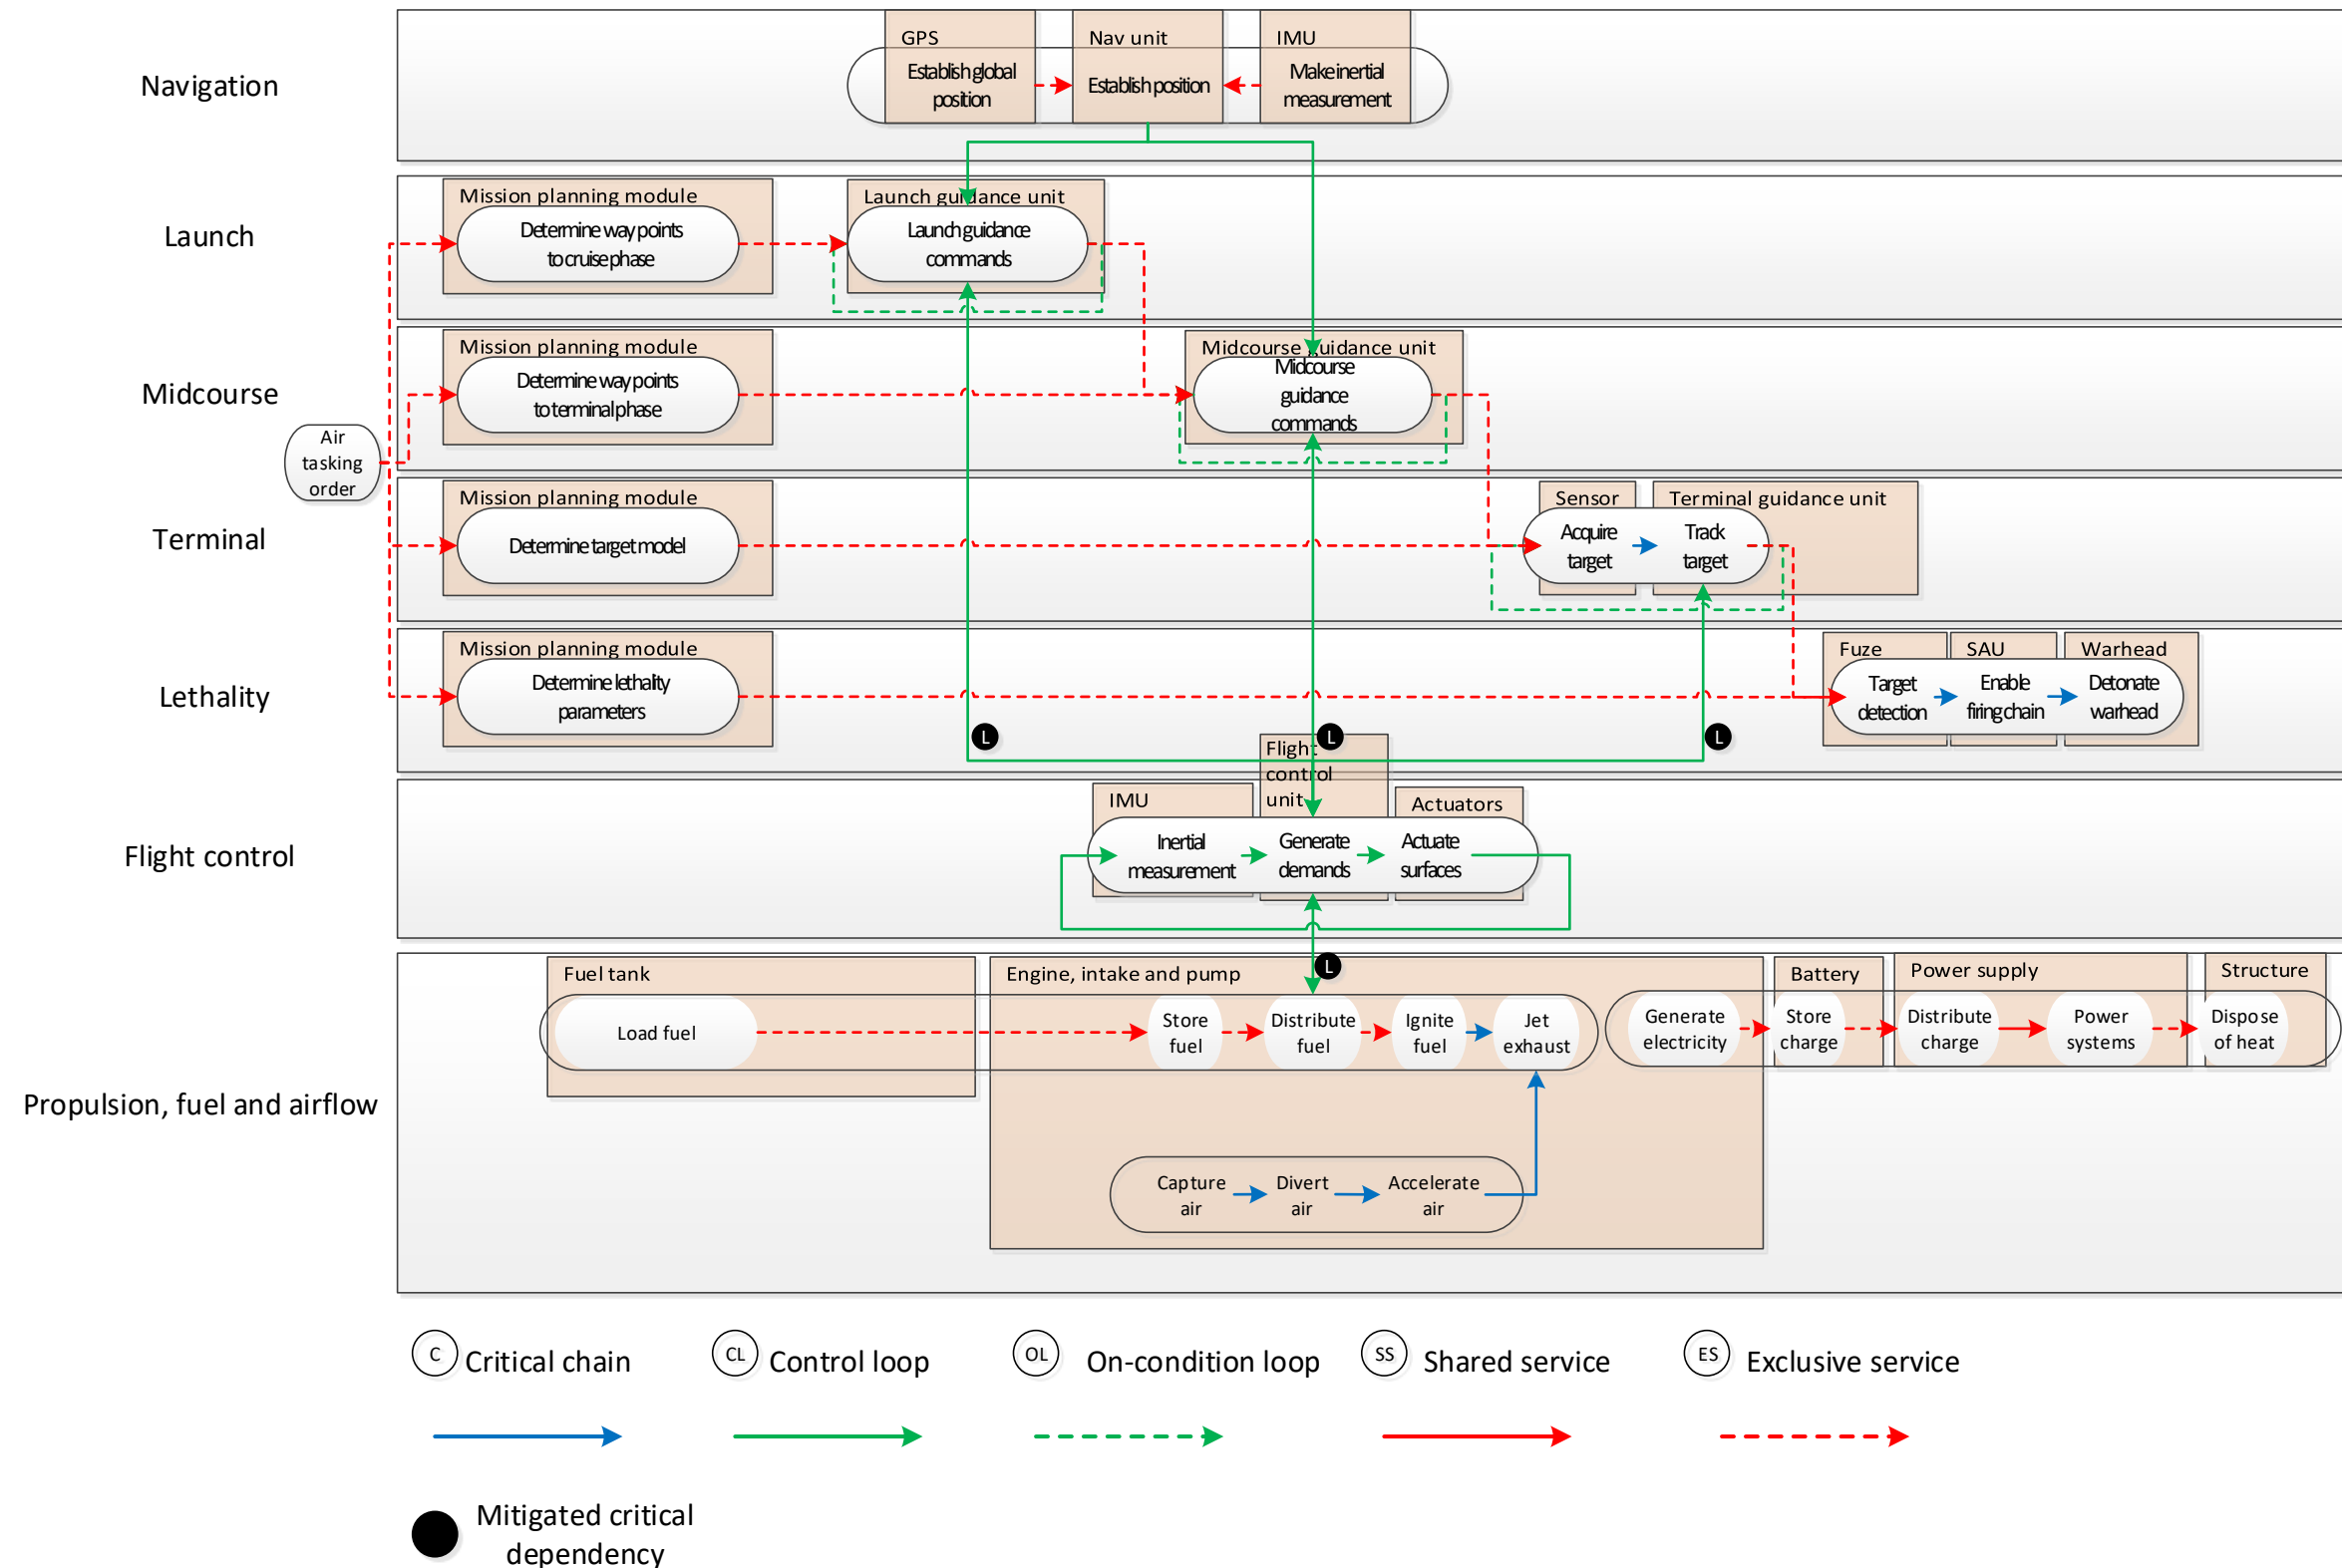 Navigation
GPS
Nav unit
IMU
Establish global
position
Establish position
Make inertial
measurement
Launch
Mission planning module
Determine way points
to cruise phase
Launch guidance unit
Launch guidance
commands
Midcourse
Mission planning module
Determine way points
to terminal phase
Midcourse guidance unit
Midcourse
guidance
commands
Air
tasking
order
Terminal
Mission planning module
Determine target model
Sensor
Terminal guidance unit
Acquire
target
Track
target
Lethality
Mission planning module
Determine lethality
parameters
Fuze
SAU
Warhead
Target
detection
Enable
firing chain
Detonate
warhead
L
L
L
Flight control
IMU
Flight
control
unit
Actuators
Inertial
measurement
Generate
demands
Actuate
surfaces
L
Propulsion, fuel and airflow
Fuel tank
Engine, intake and pump
Battery
Power supply
Structure
Load fuel
Store
fuel
Distribute
fuel
Ignite
fuel
Jet
exhaust
Generate
electricity
Store
charge
Distribute
charge
Power
systems
Dispose
of heat
Capture
air
Divert
air
Accelerate
air
C Critical chain
CL Control loop
OL On-condition loop
SS Shared service
ES Exclusive service
Mitigated critical
dependency